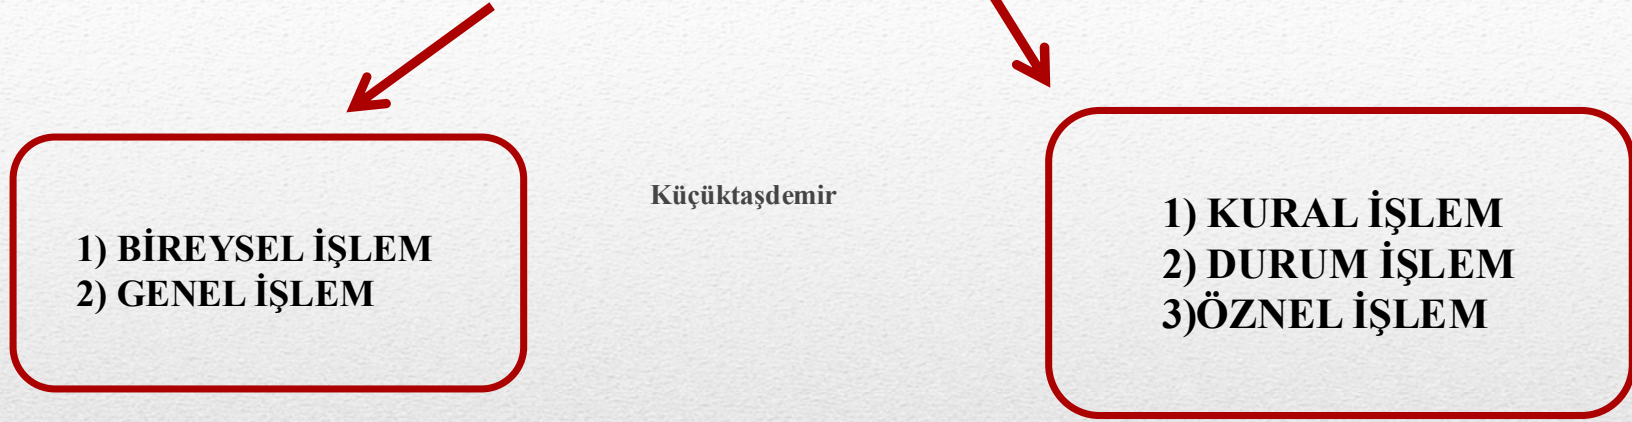 1) BİREYSEL İŞLEM
2) GENEL İŞLEM
Küçüktaşdemir
1) KURAL İŞLEM
2) DURUM İŞLEM
3)ÖZNEL İŞLEM